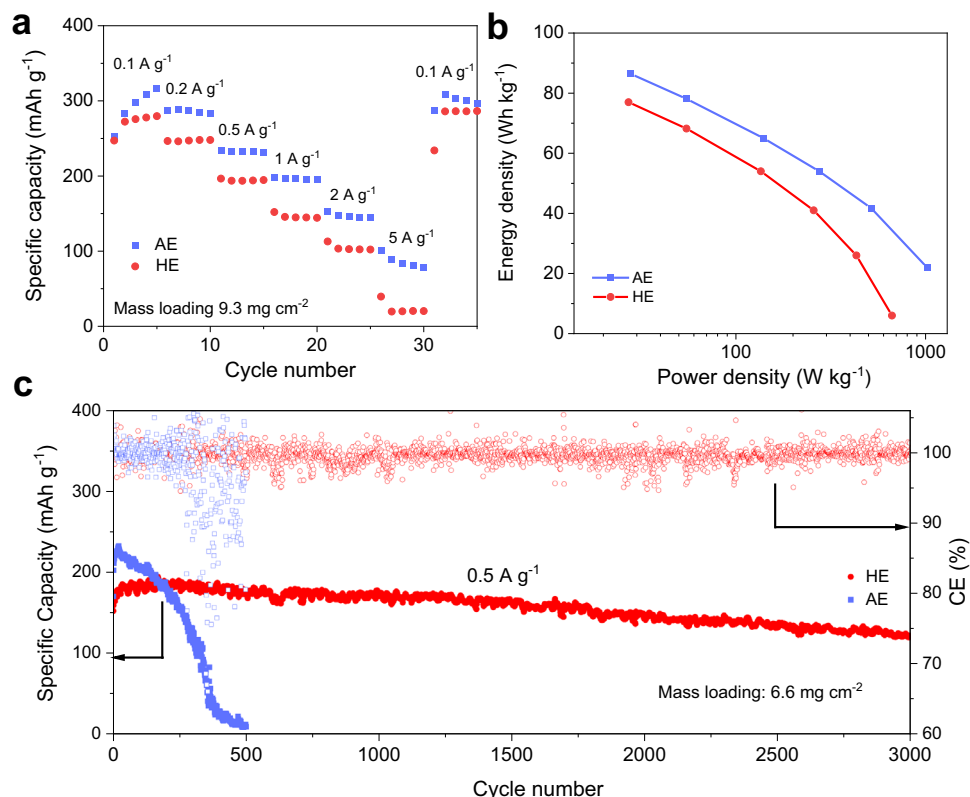 a
400
300
200
100
0
Specific capacity (mAh g⁻¹)
0.1 A g⁻¹
0.2 A g⁻¹
0.5 A g⁻¹
1 A g⁻¹
2 A g⁻¹
5 A g⁻¹
0.1 A g⁻¹
AE
HE
Mass loading 9.3 mg cm⁻²
0
10
20
30
Cycle number
b
100
80
60
40
20
0
Energy density (Wh kg⁻¹)
AE
HE
100
1000
Power density (W kg⁻¹)
c
400
350
300
250
200
150
100
50
0
Specific Capacity (mAh g⁻¹)
0.5 A g⁻¹
HE
AE
Mass loading: 6.6 mg cm⁻²
100
90
80
70
60
CE (%)
0
500
1000
1500
2000
2500
3000
Cycle number